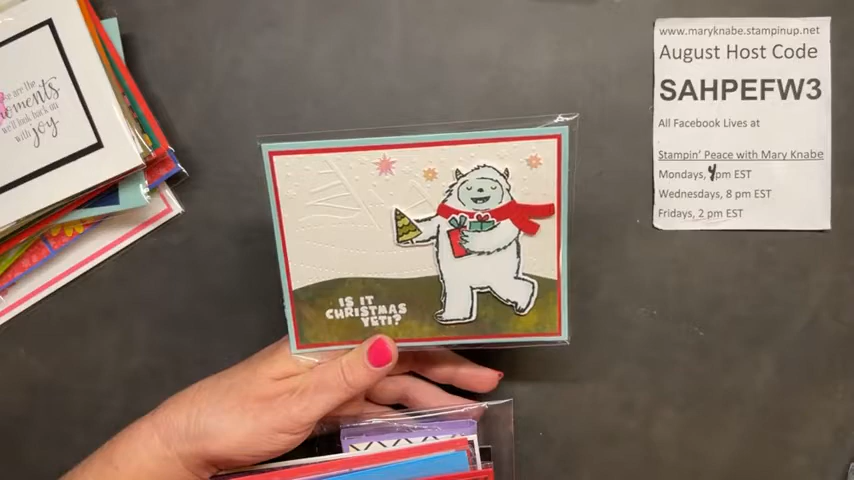 are the
moments
we'll look back on
with joy
www.maryknabe.stampinup.net
August Host Code
SAHPEFW3
All Facebook Lives at
Stampin' Peace with Mary Knabe
Mondays, 4pm EST
Wednesdays, 8 pm EST
Fridays, 2 pm EST
IS IT
CHRISTMAS
YETI?